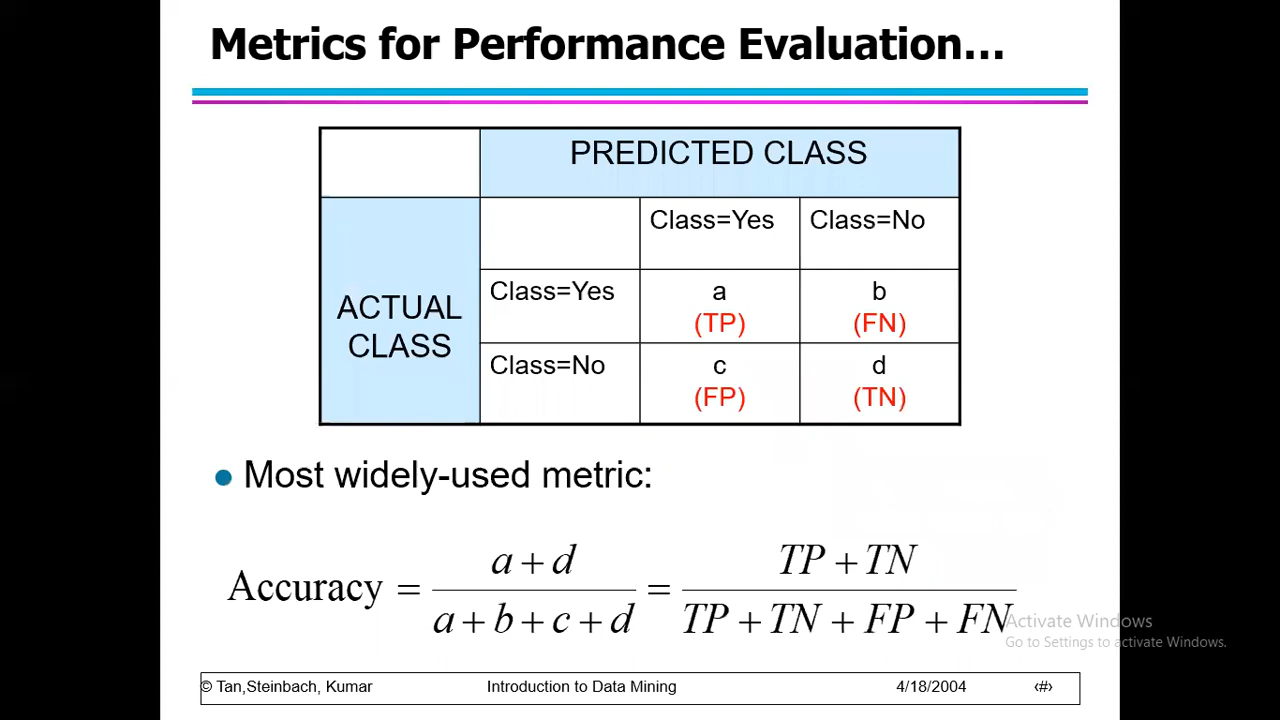 Metrics for Performance Evaluation…
PREDICTED CLASS
Class=Yes Class=No
ACTUAL CLASS
Class=Yes a (TP) b (FN)
Class=No c (FP) d (TN)
Most widely-used metric:
Accuracy = (a + d) / (a + b + c + d) = (TP + TN) / (TP + TN + FP + FN)
Activate Windows
Go to Settings to activate Windows.
© Tan,Steinbach, Kumar Introduction to Data Mining 4/18/2004 ‹#›